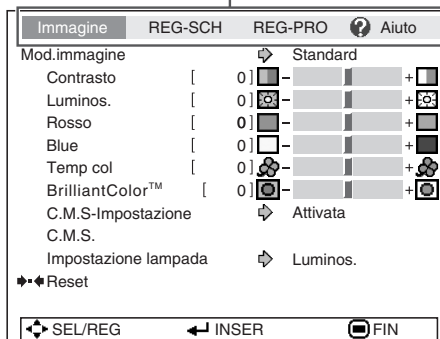 Immagine REG-SCH REG-PRO ? Aiuto
Mod.immagine Standard
Contrasto [ 0 ] - +
Luminos. [ 0 ] - +
Rosso [ 0 ] - +
Blue [ 0 ] - +
Temp col [ 0 ] - +
BrilliantColor™ [ 0 ] - +
C.M.S-Impostazione Attivata
C.M.S.
Impostazione lampada Luminos.
Reset
SEL/REG INSER FIN